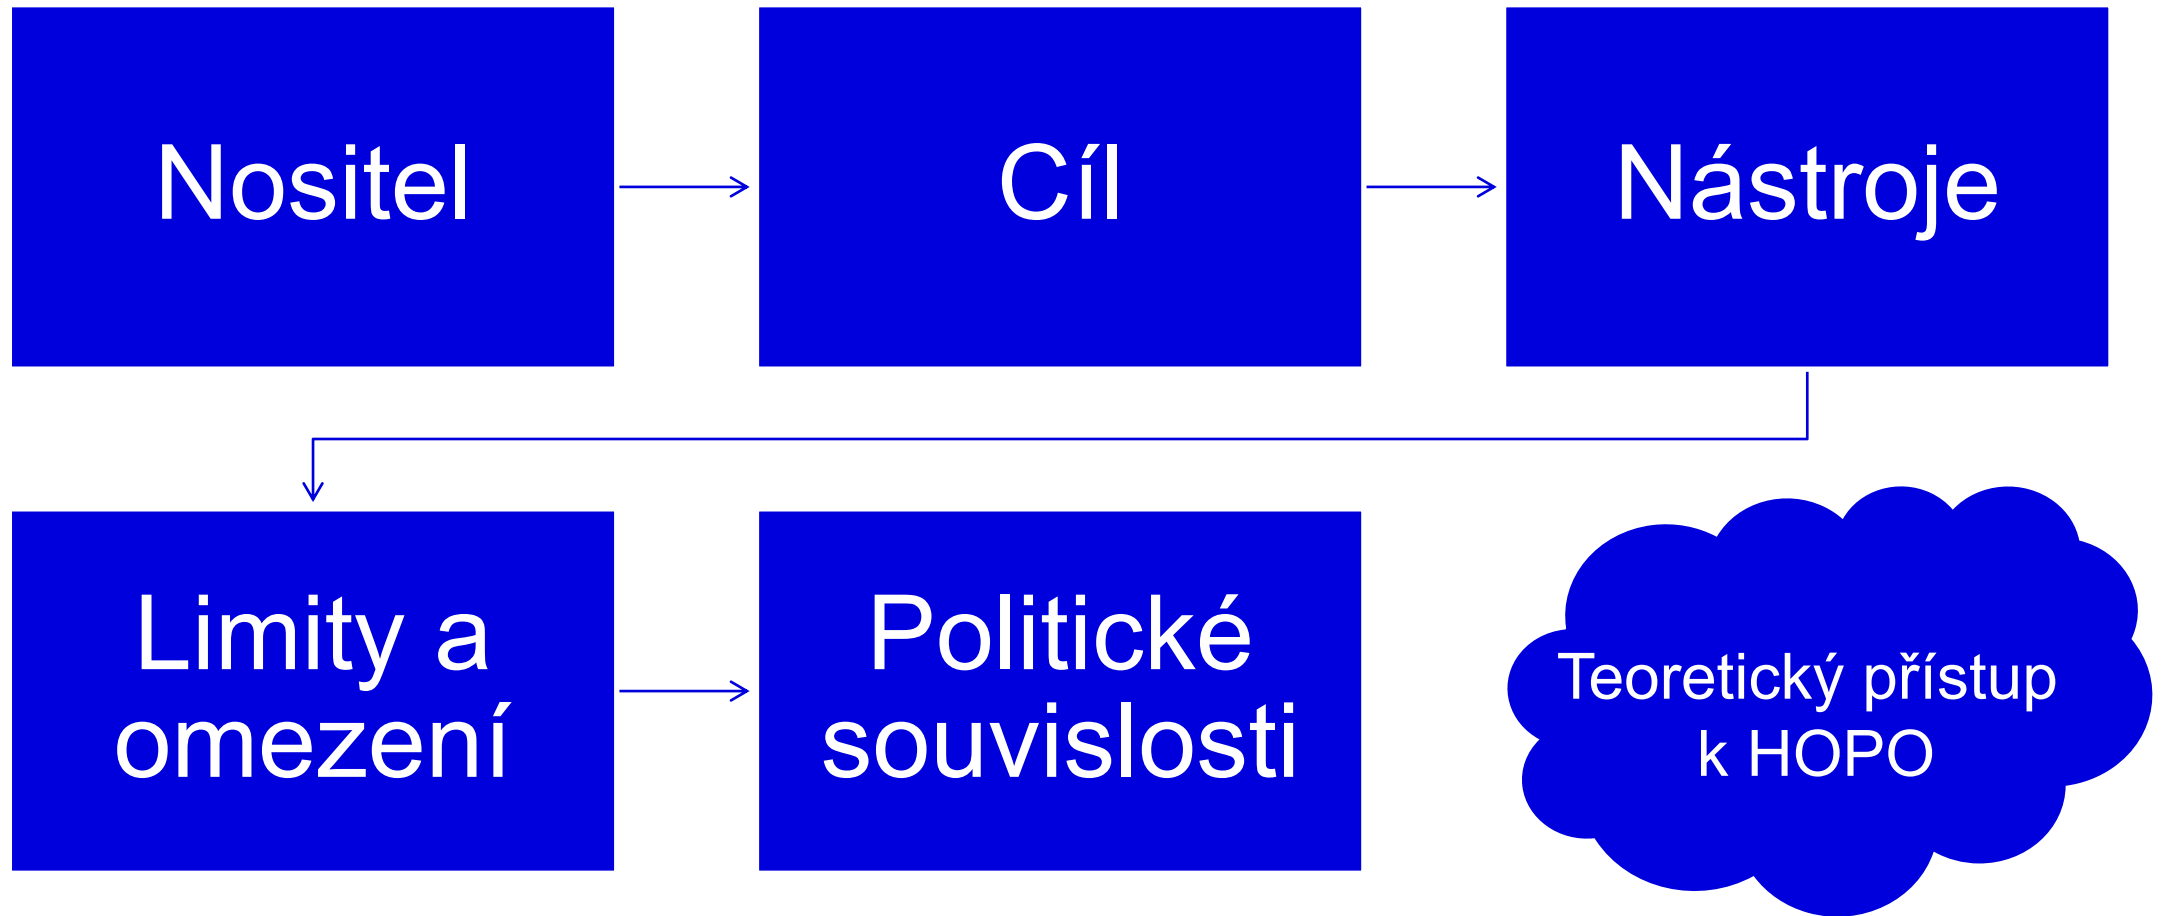 Nositel
Cíl
Nástroje
Limity a
omezení
Politické
souvislosti
Teoretický přístup
k HOPO